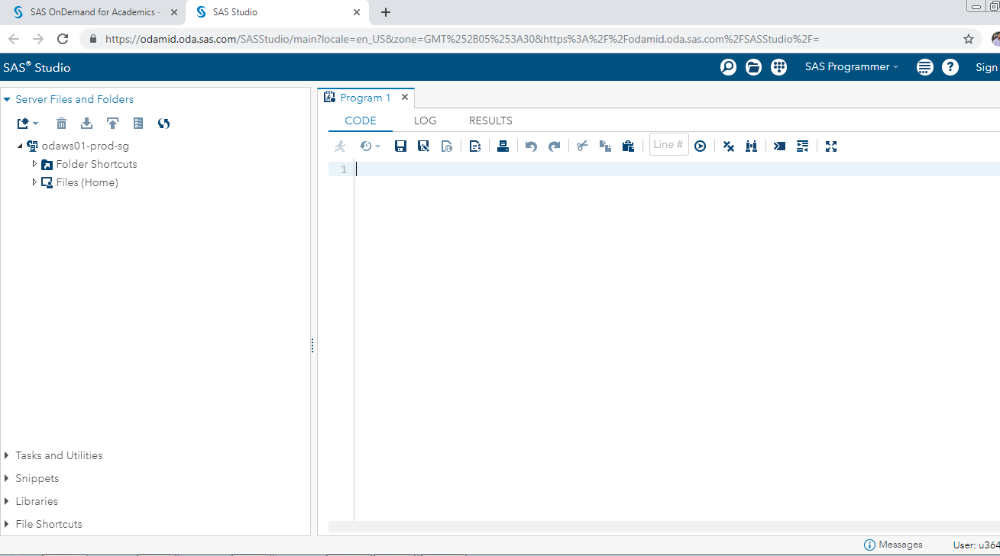 SAS OnDemand for Academics -
SAS Studio
https://odamid.oda.sas.com/SASStudio/main?locale=en_US&zone=GMT%252B05%253A30&https%3A%2F%2Fodamid.oda.sas.com%2FSASStudio%2F=
SAS® Studio
SAS Programmer
Sign
Server Files and Folders
odaws01-prod-sg
Folder Shortcuts
Files (Home)
Tasks and Utilities
Snippets
Libraries
File Shortcuts
Program 1
CODE LOG RESULTS
Line #
1
Messages
User: u364